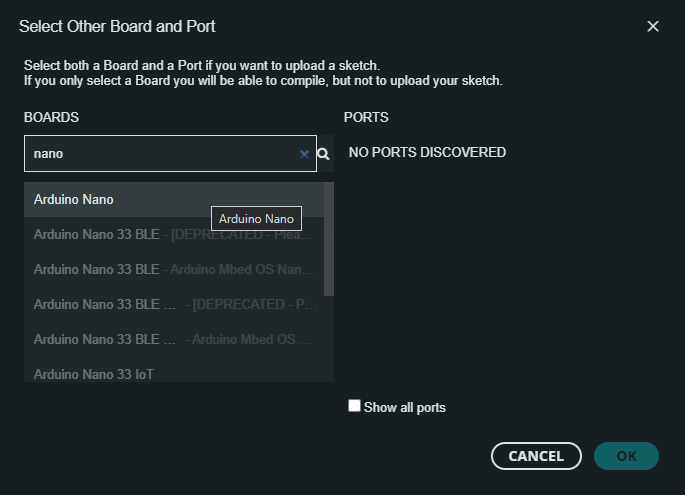 Select Other Board and Port
Select both a Board and a Port if you want to upload a sketch.
If you only select a Board you will be able to compile, but not to upload your sketch.
BOARDS
PORTS
nano
NO PORTS DISCOVERED
Arduino Nano
Arduino Nano
Arduino Nano 33 BLE - [DEPRECATED - Plea...
Arduino Nano 33 BLE - Arduino Mbed OS Nan...
Arduino Nano 33 BLE ... - [DEPRECATED - P...
Arduino Nano 33 BLE ... - Arduino Mbed OS ...
Arduino Nano 33 IoT
Show all ports
CANCEL
OK